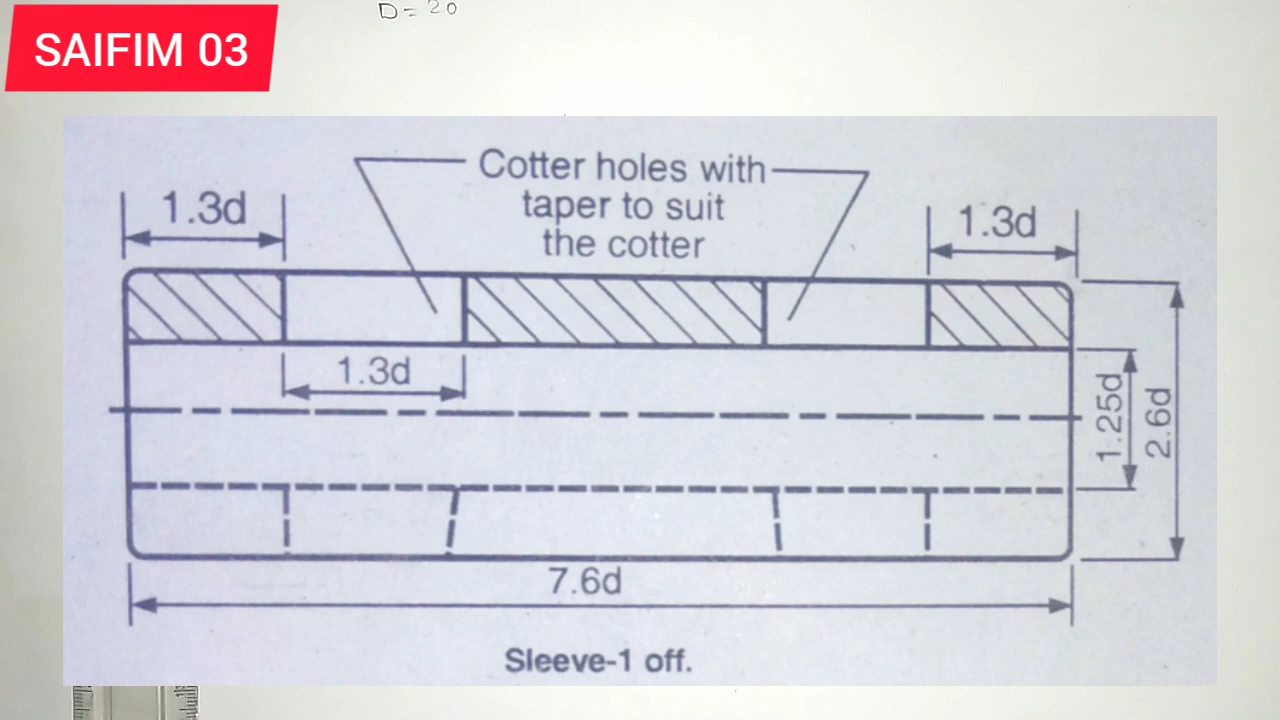 D=20
SAIFIM 03
Cotter holes with
taper to suit
the cotter
1.3d
1.3d
1.3d
1.25d
2.6d
7.6d
Sleeve-1 off.